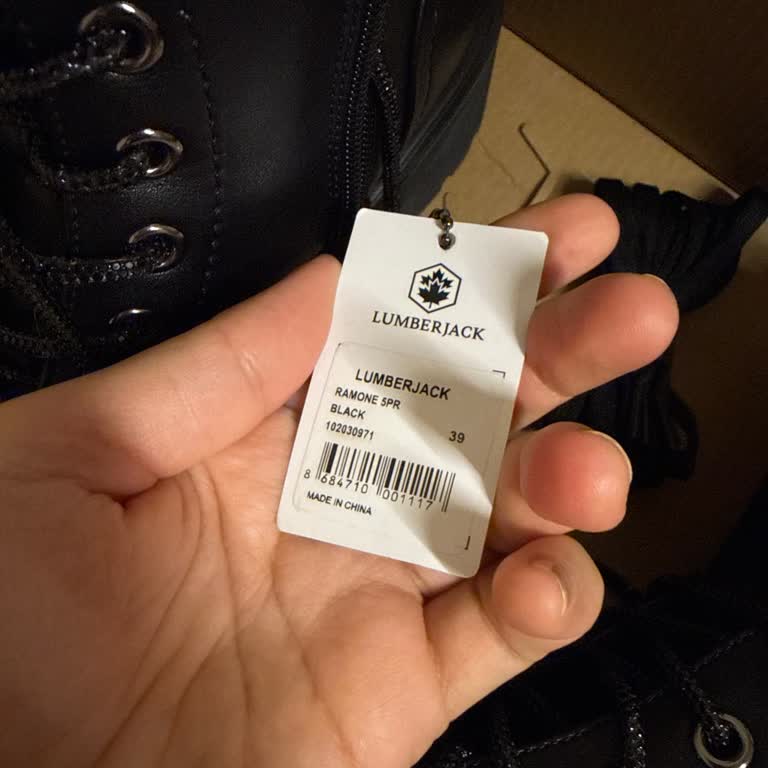 LUMBERJACK
LUMBERJACK
RAMONE 5PR
BLACK
102030971
39
8 684710 001117
MADE IN CHINA